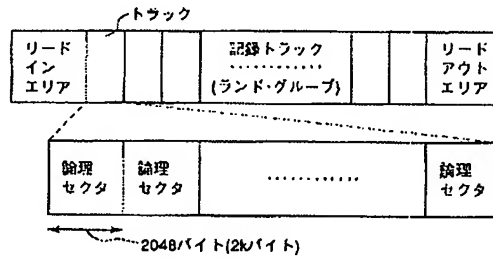 トラック
リード
イン
エリア
記録トラック
…………
(ランド・グループ)
リード
アウト
エリア
論理
セクタ
論理
セクタ
…………
論理
セクタ
2048バイト(2kバイト)